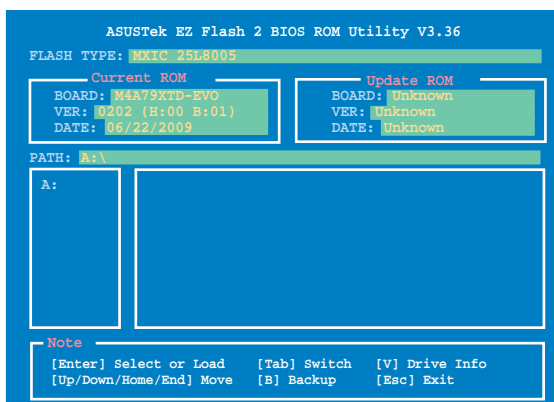 ASUSTek EZ Flash 2 BIOS ROM Utility V3.36
FLASH TYPE: MXIC 25L8005
Current ROM
BOARD: M4A79XTD-EVO
VER: 0202 (H:00 B:01)
DATE: 06/22/2009
Update ROM
BOARD: Unknown
VER: Unknown
DATE: Unknown
PATH: A:\
A:
Note
[Enter] Select or Load [Tab] Switch [V] Drive Info
[Up/Down/Home/End] Move [B] Backup [Esc] Exit